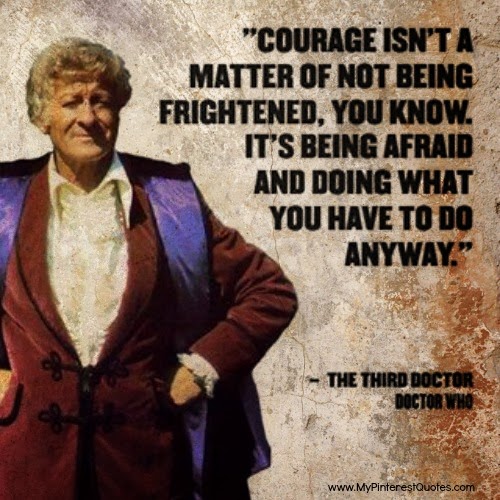 "COURAGE ISN'T A
MATTER OF NOT BEING
FRIGHTENED, YOU KNOW.
IT'S BEING AFRAID
AND DOING WHAT
YOU HAVE TO DO
ANYWAY."
- THE THIRD DOCTOR
DOCTOR WHO
www.MyPinterestQuotes.com